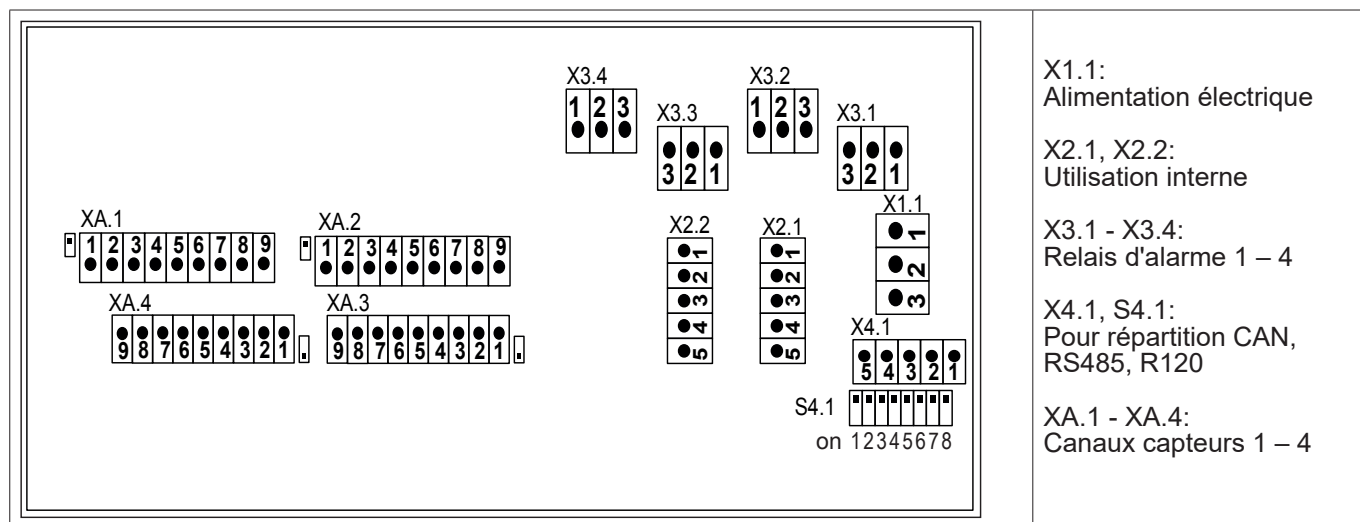 X3.4
1 2 3
X3.2
1 2 3
X3.3
3 2 1
X3.1
3 2 1
XA.1
1 2 3 4 5 6 7 8 9
XA.2
1 2 3 4 5 6 7 8 9
X2.2
1
2
3
4
5
X2.1
1
2
3
4
5
X1.1
1
2
3
XA.4
9 8 7 6 5 4 3 2 1
XA.3
9 8 7 6 5 4 3 2 1
X4.1
5 4 3 2 1
S4.1
on 1 2 3 4 5 6 7 8
X1.1:
Alimentation électrique
X2.1, X2.2:
Utilisation interne
X3.1 - X3.4:
Relais d'alarme 1 – 4
X4.1, S4.1:
Pour répartition CAN,
RS485, R120
XA.1 - XA.4:
Canaux capteurs 1 – 4